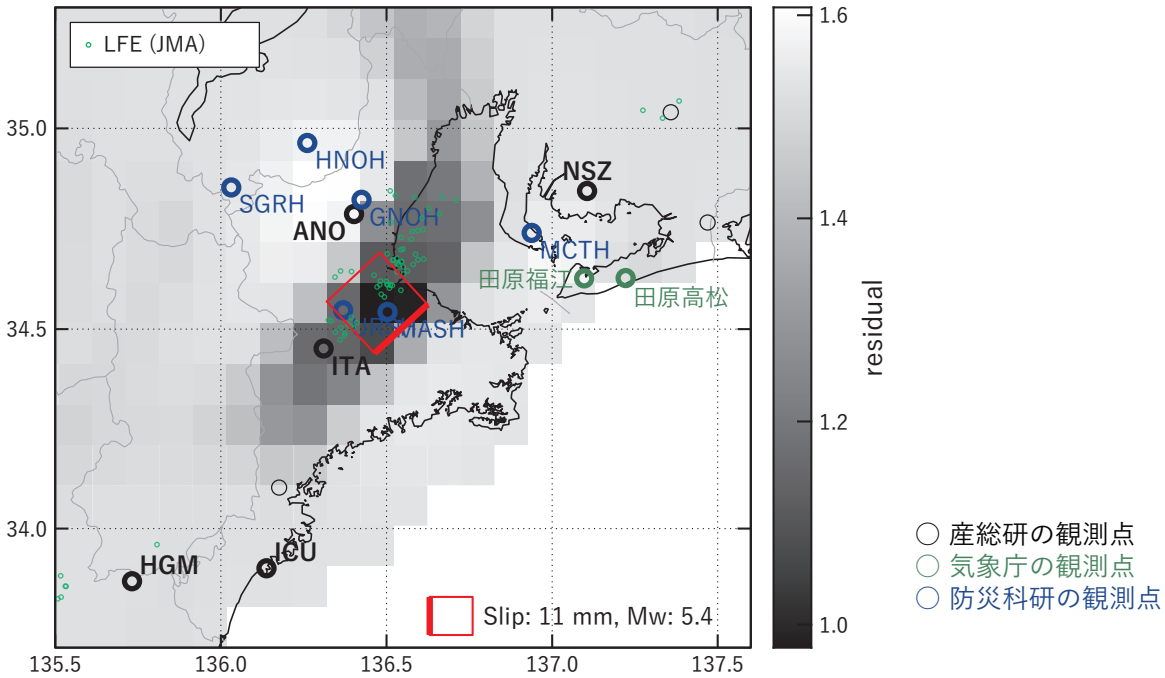 LFE (JMA)
HNOH
SGRH
GNOH
ANO
NSZ
MCTH
田原福江
田原高松
MASH
ITA
HGM
ICU
Slip: 11 mm, Mw: 5.4
35.0
34.5
34.0
135.5
136.0
136.5
137.0
137.5
1.6
1.4
1.2
1.0
residual
産総研の観測点
気象庁の観測点
防災科研の観測点